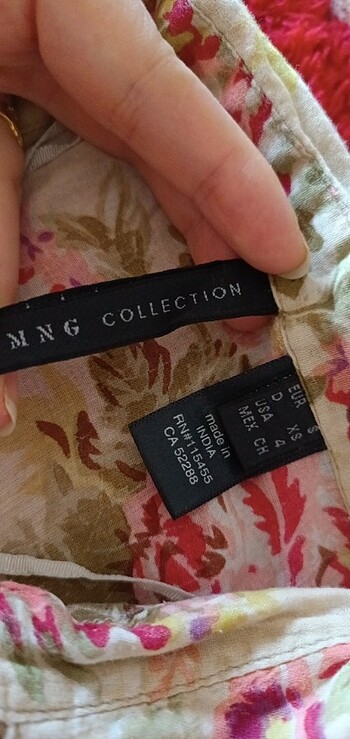 MNG COLLECTION
EUR S
D
USA XS
MEX CH 4
made in
INDIA
RN#115455
CA 52288